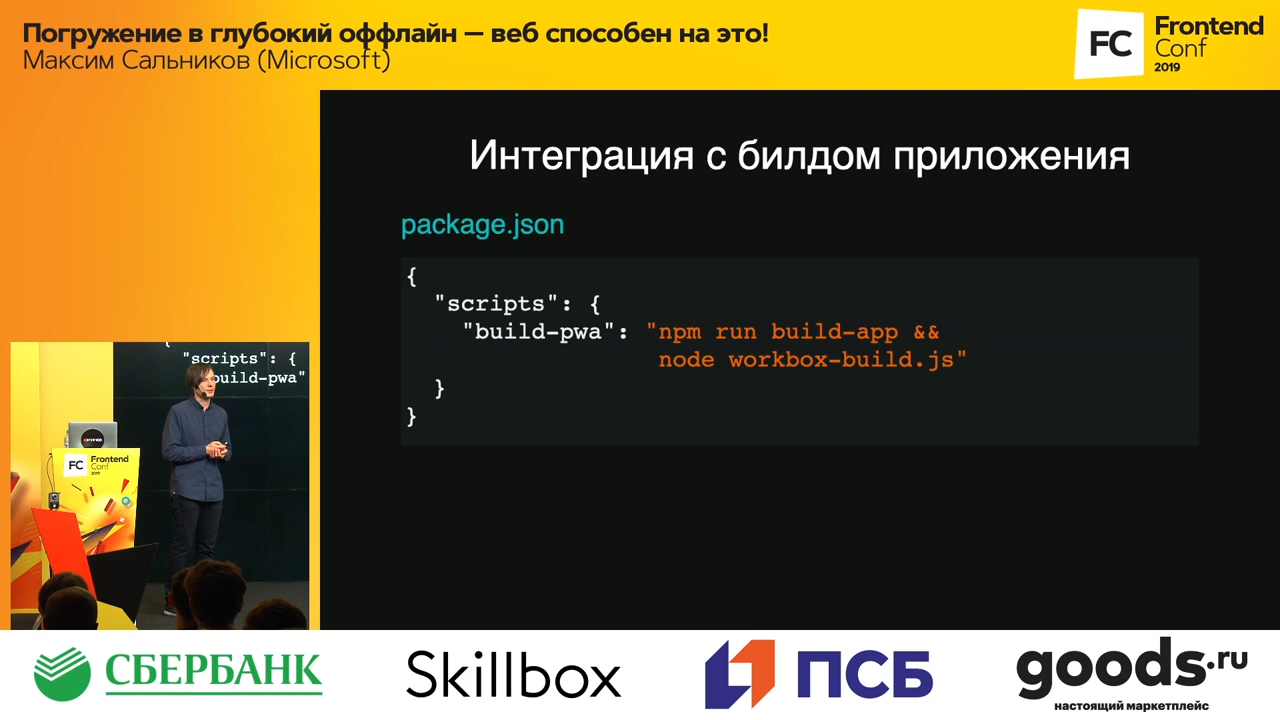 Погружение в глубокий оффлайн — веб способен на это!
Максим Сальников (Microsoft)
FC
Frontend
Conf
2019
Интеграция с билдом приложения
package.json
{
"scripts": {
"build-pwa": "npm run build-app &&
node workbox-build.js"
}
}
{
"scripts": {
build-pwa"
FC
Frontend
Conf
2019
СБЕРБАНК
Skillbox
ПСБ
goods.ru
настоящий маркетплейс